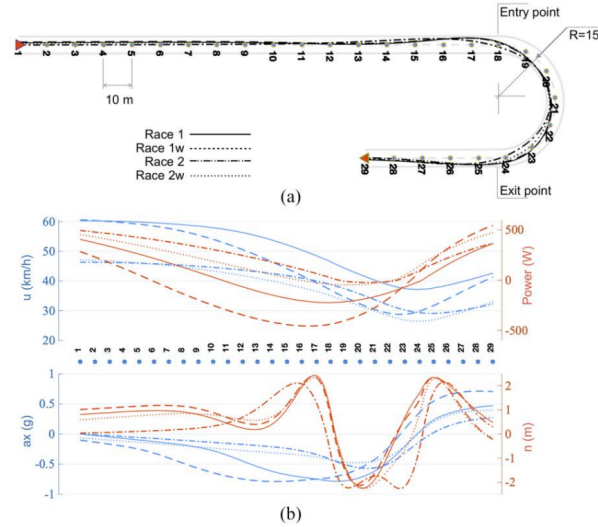 (a)
Entry point
R=15
1 2 3 4 5 6 7 8 9 10 11 12 13 14 15 16 17 18 19 20 21 22 23 24 25 26 27 28 29
10 m
Race 1
Race 1w
Race 2
Race 2w
Exit point
(a)
60
50
40
30
20
u (km/h)
500
0
-500
Power (W)
1 2 3 4 5 6 7 8 9 10 11 12 13 14 15 16 17 18 19 20 21 22 23 24 25 26 27 28 29
1
0.5
0
-0.5
-1
ax (g)
2
1
0
-1
-2
n (m)
(b)